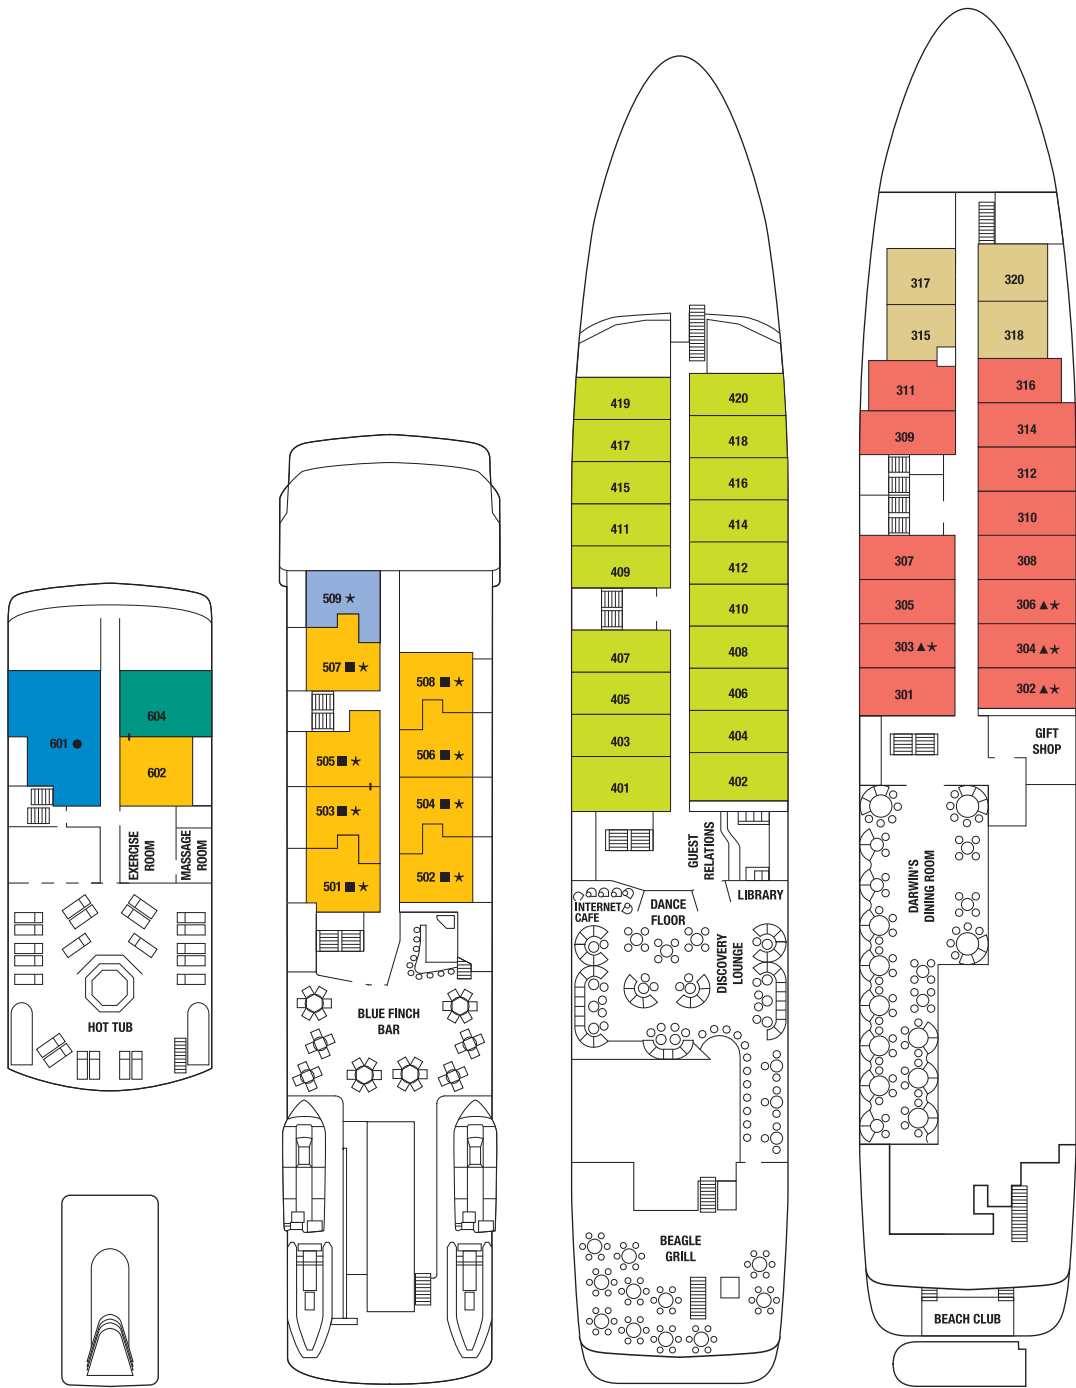 604
601 ●
602
EXERCISE
ROOM
MASSAGE
ROOM
HOT TUB
509 ★
507 ■ ★
508 ■ ★
505 ■ ★
506 ■ ★
503 ■ ★
504 ■ ★
501 ■ ★
502 ■ ★
BLUE FINCH
BAR
419
420
417
418
415
416
411
414
409
412
410
407
408
405
406
403
404
401
402
GUEST
RELATIONS
LIBRARY
INTERNET
CAFE
DANCE
FLOOR
DISCOVERY
LOUNGE
BEAGLE
GRILL
317
320
315
318
311
316
309
314
312
310
307
308
305
306 ▲★
303 ▲★
304 ▲★
301
302 ▲★
GIFT
SHOP
DARWIN'S
DINING ROOM
BEACH CLUB